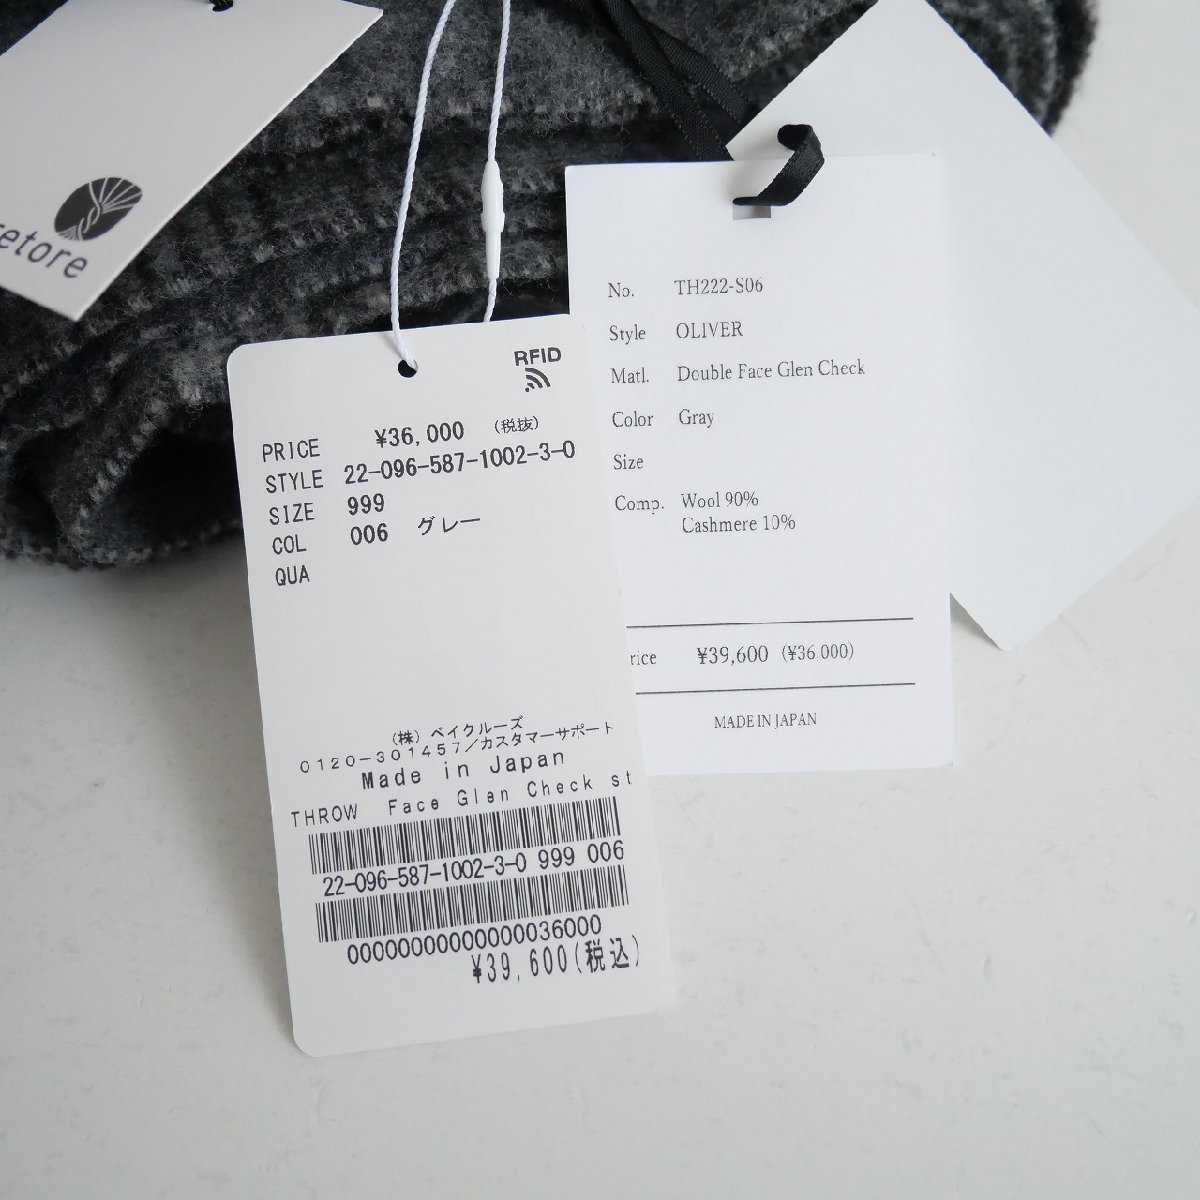 etore
RFID
PRICE ¥36,000 (税抜)
STYLE 22-096-587-1002-3-0
SIZE 999
COL 006 グレー
QUA
(株)ベイクルーズ
0120-301457/カスタマーサポート
Made in Japan
THROW Face Glen Check st
22-096-587-1002-3-0 999 006
00000000000000036000
¥39,600(税込)
No. TH222-S06
Style OLIVER
Matl. Double Face Glen Check
Color Gray
Size
Comp. Wool 90%
Cashmere 10%
rice ¥39,600 (¥36.000)
MADE IN JAPAN